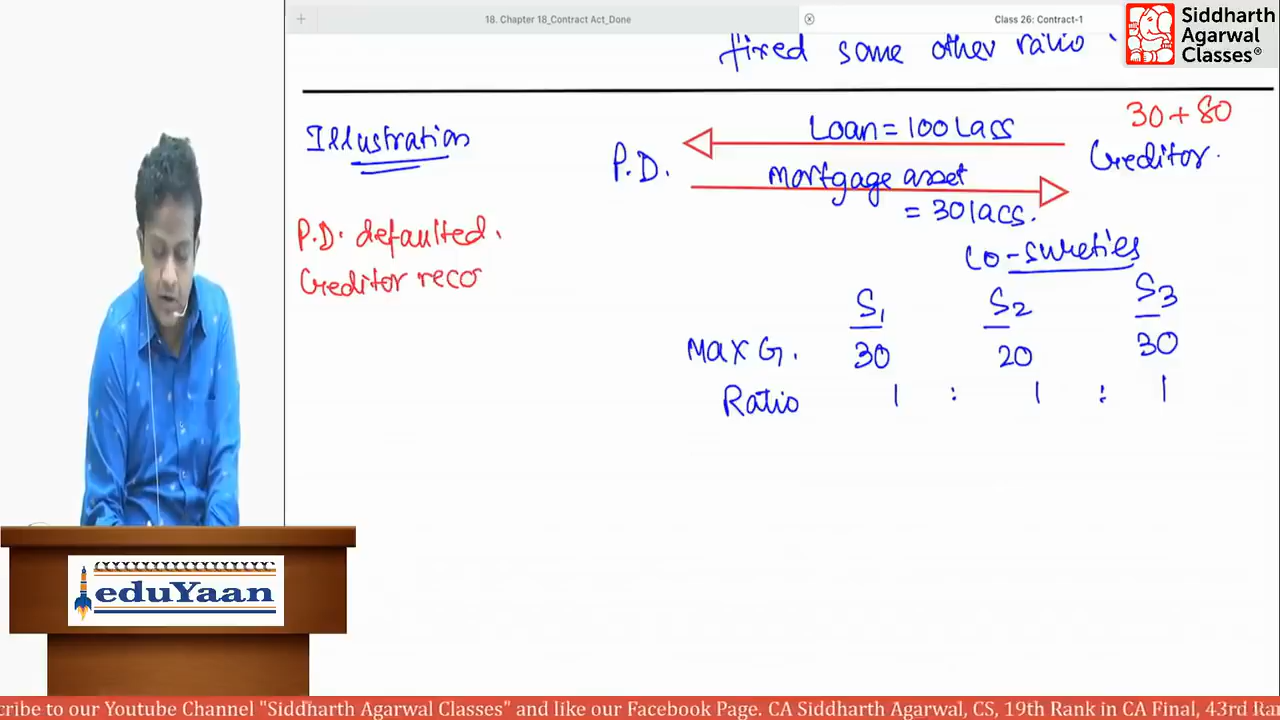 18. Chapter 18_Contract Act_Done
Class 26: Contract-1
Siddharth
Agarwal
Classes®
fixed some other ratio
Illustration
Loan = 100 Lacs
30 + 80
P.D.
Creditor.
mortgage asset
= 30 lacs.
P.D. defaulted.
Creditor reco
co-sureties
S1 S2 S3
Max G. 30 20 30
Ratio 1 : 1 : 1
eduYaan
cribe to our Youtube Channel "Siddharth Agarwal Classes" and like our Facebook Page. CA Siddharth Agarwal, CS, 19th Rank in CA Final, 43rd Ran